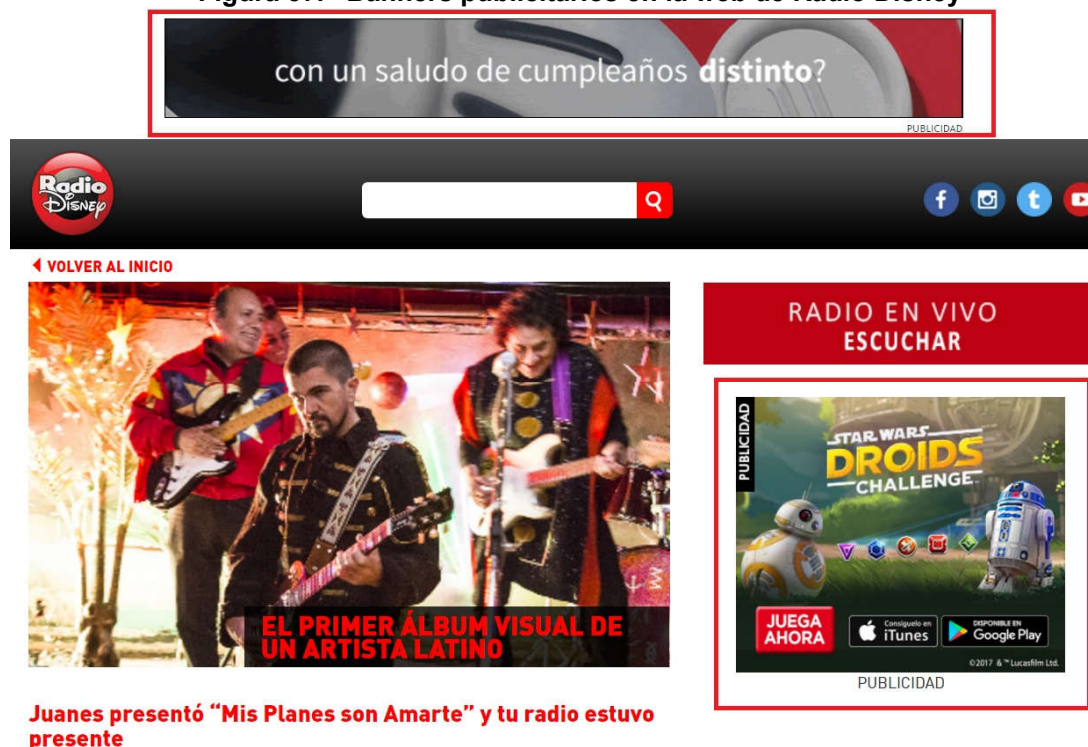 Figura Banners publicitarios en la web de Radio Disney
con un saludo de cumpleaños distinto?
PUBLICIDAD
Radio
Disney
VOLVER AL INICIO
EL PRIMER ÁLBUM VISUAL DE
UN ARTISTA LATINO
Juanes presentó “Mis Planes son Amarte” y tu radio estuvo
presente
RADIO EN VIVO
ESCUCHAR
PUBLICIDAD
STAR WARS
DROIDS
CHALLENGE
JUEGA
AHORA
Consíguelo en
iTunes
DISPONIBLE EN
Google Play
©2017 & ™ Lucasfilm Ltd.
PUBLICIDAD